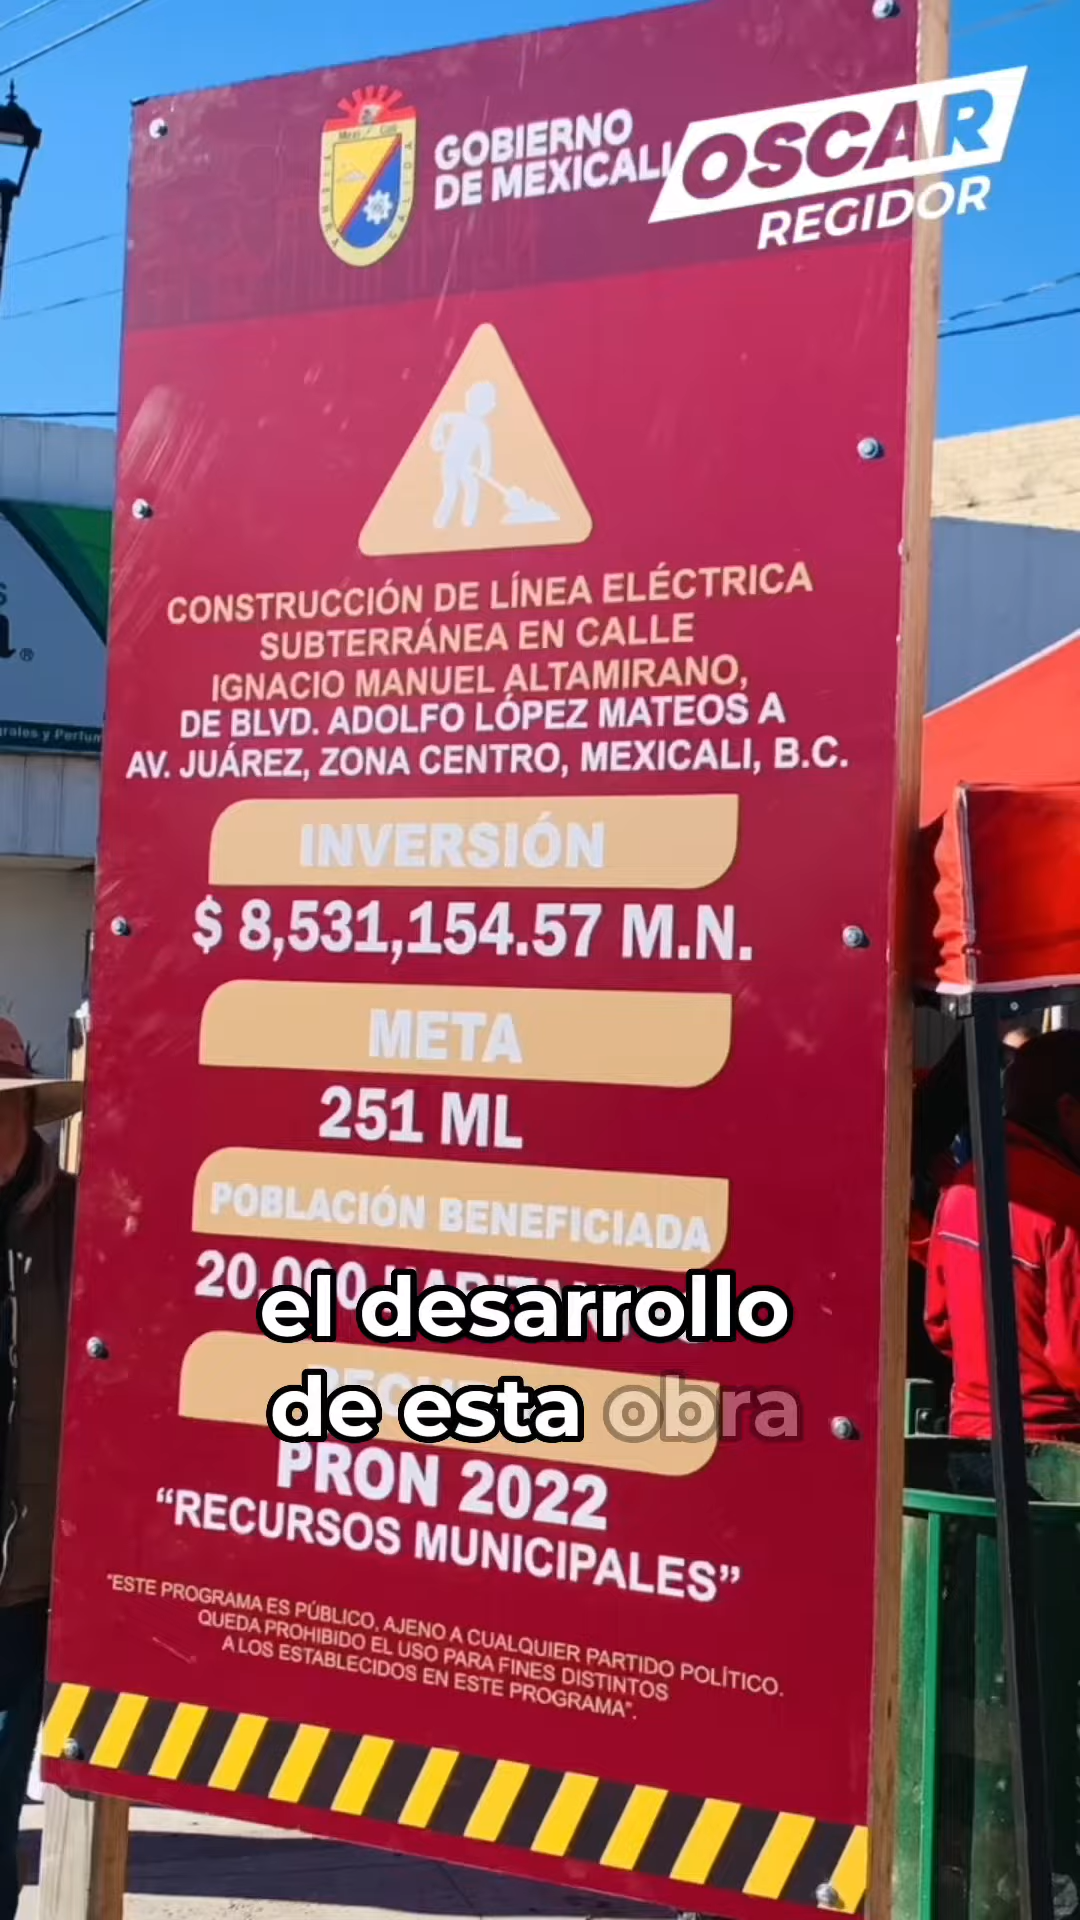 GOBIERNO
DE MEXICALI
OSCAR
REGIDOR
CONSTRUCCIÓN DE LÍNEA ELÉCTRICA
SUBTERRÁNEA EN CALLE
IGNACIO MANUEL ALTAMIRANO,
DE BLVD. ADOLFO LÓPEZ MATEOS A
AV. JUÁREZ, ZONA CENTRO, MEXICALI, B.C.
INVERSIÓN
$ 8,531,154.57 M.N.
META
251 ML
POBLACIÓN BENEFICIADA
20,000
el desarrollo
de esta obra
PRON 2022
“RECURSOS MUNICIPALES”
“ESTE PROGRAMA ES PÚBLICO, AJENO A CUALQUIER PARTIDO POLÍTICO.
QUEDA PROHIBIDO EL USO PARA FINES DISTINTOS
A LOS ESTABLECIDOS EN ESTE PROGRAMA”.